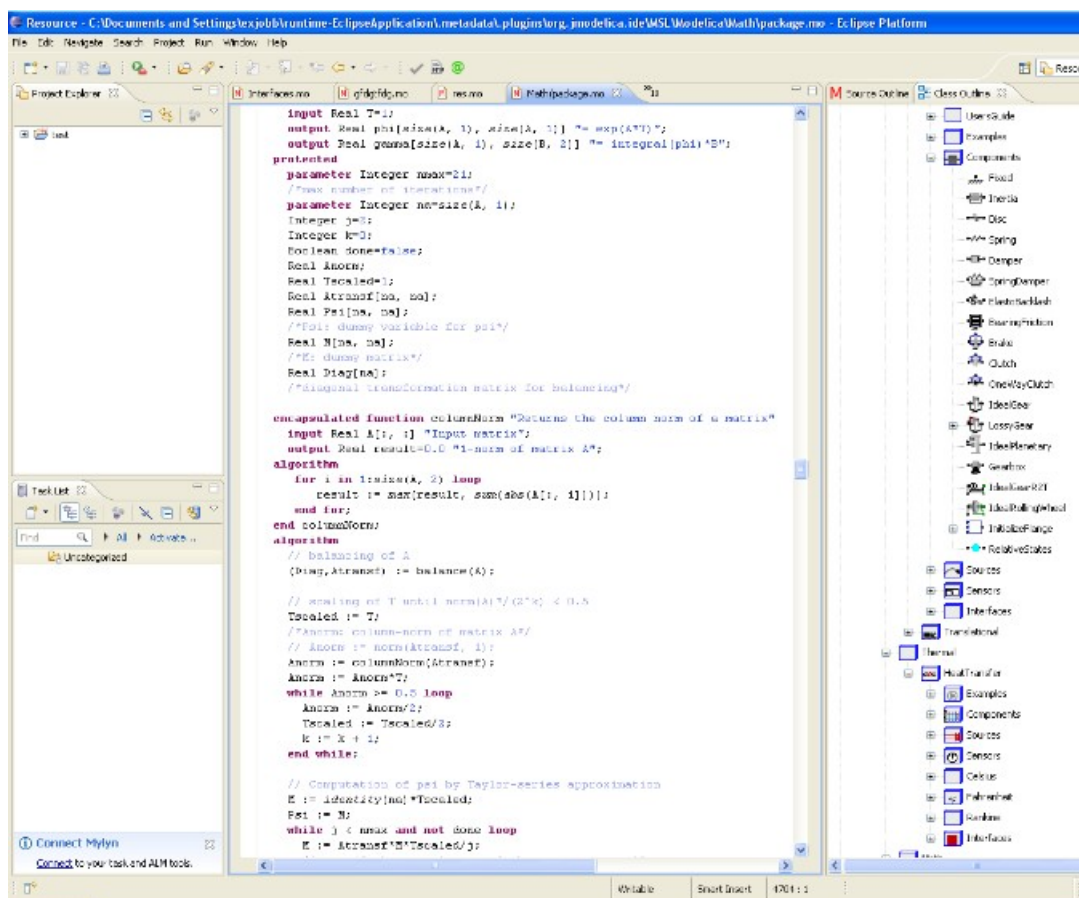 Resource - C:\Documents and Settings\exjobb\runtime-EclipseApplication\.metadata\.plugins\org.jmodelica.ide\MSL\Modelica\Math\package.mo - Eclipse Platform
File Edit Navigate Search Project Run Window Help
Reso
Project Explorer
test
Interfaces.mo gfdgtfdg.mo res.mo Math/package.mo
input Real T=1;
output Real phi[size(A, 1), size(A, 1)] "= exp(A*T)";
output Real gamma[size(A, 1), size(B, 2)] "= integral(phi)*B";
protected
parameter Integer nmax=21;
/*max number of iterations*/
parameter Integer na=size(A, 1);
Integer j=2;
Integer k=0;
Boolean done=false;
Real Anorm;
Real Tscaled=1;
Real Atransf[na, na];
Real Psi[na, na];
/*Psi: dummy variable for psi*/
Real M[na, na];
/*M: dummy matrix*/
Real Diag[na];
/*diagonal transformation matrix for balancing*/
encapsulated function columnNorm "Returns the column norm of a matrix"
input Real A[:, :] "Input matrix";
output Real result=0.0 "1-norm of matrix A";
algorithm
for i in 1:size(A, 2) loop
result := max(result, sum(abs(A[:, i])));
end for;
end columnNorm;
algorithm
// balancing of A
(Diag,Atransf) := balance(A);
// scaling of T until norm(A)*/(2^k) < 0.5
Tscaled := T;
/*Anorm: column-norm of matrix A*/
// Anorm := norm(Atransf, 1);
Anorm := columnNorm(Atransf);
Anorm := Anorm*T;
while Anorm >= 0.5 loop
Anorm := Anorm/2;
Tscaled := Tscaled/2;
k := k + 1;
end while;
// Computation of psi by Taylor-series approximation
M := identity(na)*Tscaled;
Psi := M;
while j < nmax and not done loop
M := Atransf*M*Tscaled/j;
Source Outline Class Outline
UsersGuide
Examples
Components
Fixed
Inertia
Disc
Spring
Damper
SpringDamper
ElastoBacklash
BearingFriction
Brake
Clutch
OneWayClutch
IdealGear
LossyGear
IdealPlanetary
Gearbox
IdealGearR2T
IdealRollingWheel
InitializeFlange
RelativeStates
Sources
Sensors
Interfaces
Translational
Thermal
HeatTransfer
Examples
Components
Sources
Sensors
Celsius
Fahrenheit
Rankine
Interfaces
Task List
Find All Activate...
Uncategorized
Connect Mylyn
Connect to your task and ALM tools.
Writable Smart Insert 4704 : 1